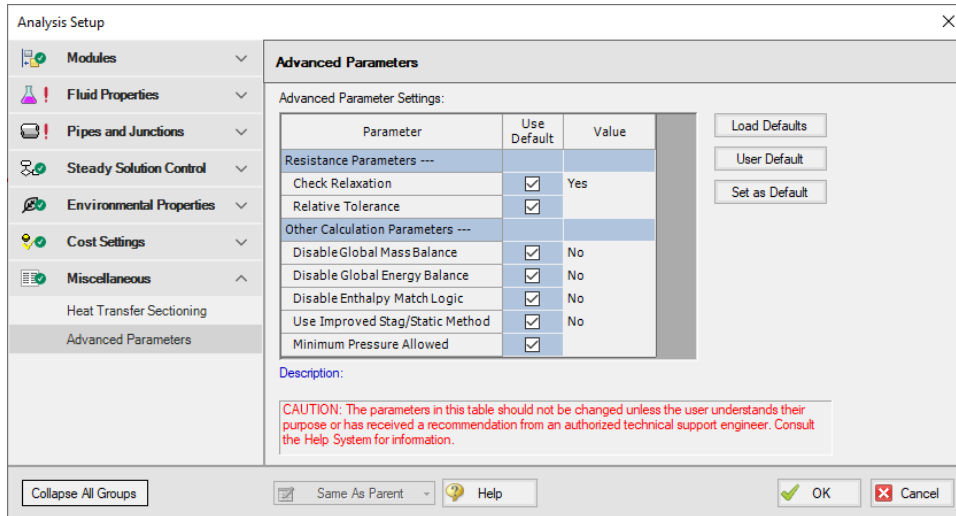 Analysis Setup
Modules
Fluid Properties
Pipes and Junctions
Steady Solution Control
Environmental Properties
Cost Settings
Miscellaneous
Heat Transfer Sectioning
Advanced Parameters
Advanced Parameters
Advanced Parameter Settings:
Parameter Use Default Value
Resistance Parameters ---
Check Relaxation Yes
Relative Tolerance
Other Calculation Parameters ---
Disable Global Mass Balance No
Disable Global Energy Balance No
Disable Enthalpy Match Logic No
Use Improved Stag/Static Method No
Minimum Pressure Allowed
Load Defaults
User Default
Set as Default
Description:
CAUTION: The parameters in this table should not be changed unless the user understands their
purpose or has received a recommendation from an authorized technical support engineer. Consult
the Help System for information.
Collapse All Groups
Same As Parent
Help
OK
Cancel